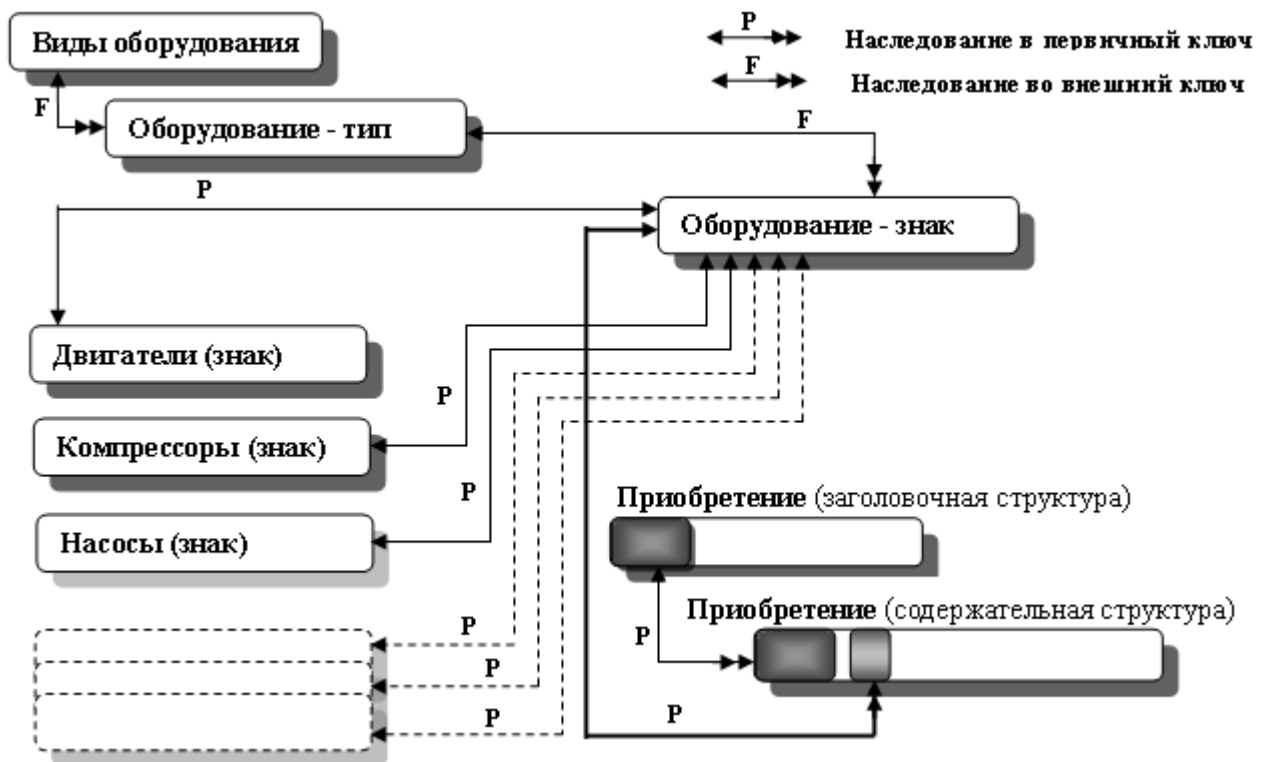 Виды оборудования
P
Наследование в первичный ключ
F
Наследование во внешний ключ
F
Оборудование - тип
F
P
Оборудование - знак
Двигатели (знак)
P
Компрессоры (знак)
P
Насосы (знак)
Приобретение (заголовочная структура)
Приобретение (содержательная структура)
P
P
P
P
P